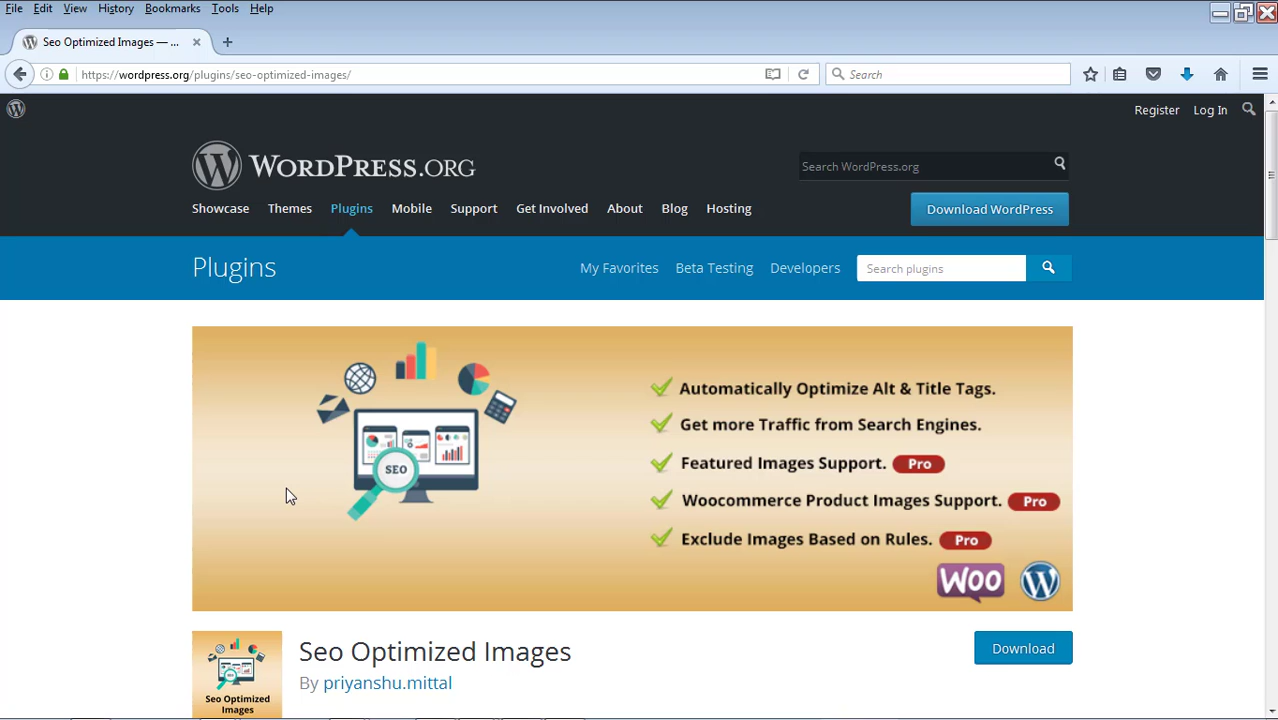 File Edit View History Bookmarks Tools Help
Seo Optimized Images — ...
https://wordpress.org/plugins/seo-optimized-images/
Search
Register Log In
WORDPRESS.ORG
Search WordPress.org
Showcase Themes Plugins Mobile Support Get Involved About Blog Hosting
Download WordPress
Plugins
My Favorites Beta Testing Developers
Search plugins
SEO
Automatically Optimize Alt & Title Tags.
Get more Traffic from Search Engines.
Featured Images Support. Pro
Woocommerce Product Images Support. Pro
Exclude Images Based on Rules. Pro
WOO
Seo Optimized
Images
Seo Optimized Images
By priyanshu.mittal
Download